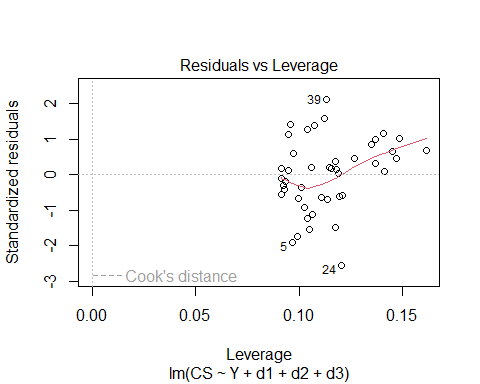 Residuals vs Leverage
Standardized residuals
2
1
0
-1
-2
-3
39
5
24
Cook's distance
0.00
0.05
0.10
0.15
Leverage
lm(CS ~ Y + d1 + d2 + d3)